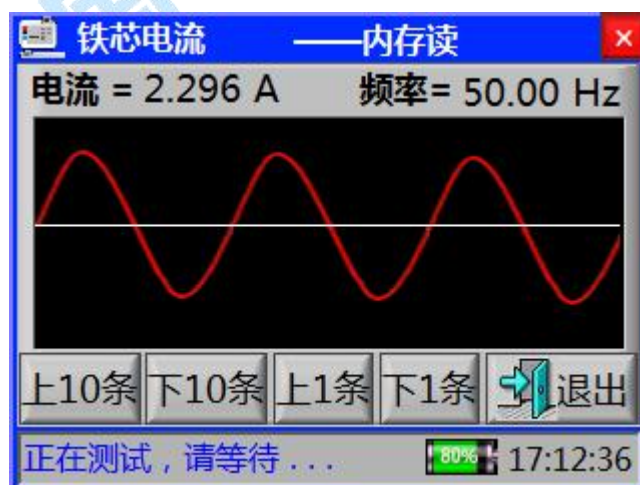 铁芯电流 ——内存读
电流 = 2.296 A 频率= 50.00 Hz
上10条 下10条 上1条 下1条 退出
正在测试，请等待 . . . 80% 17:12:36